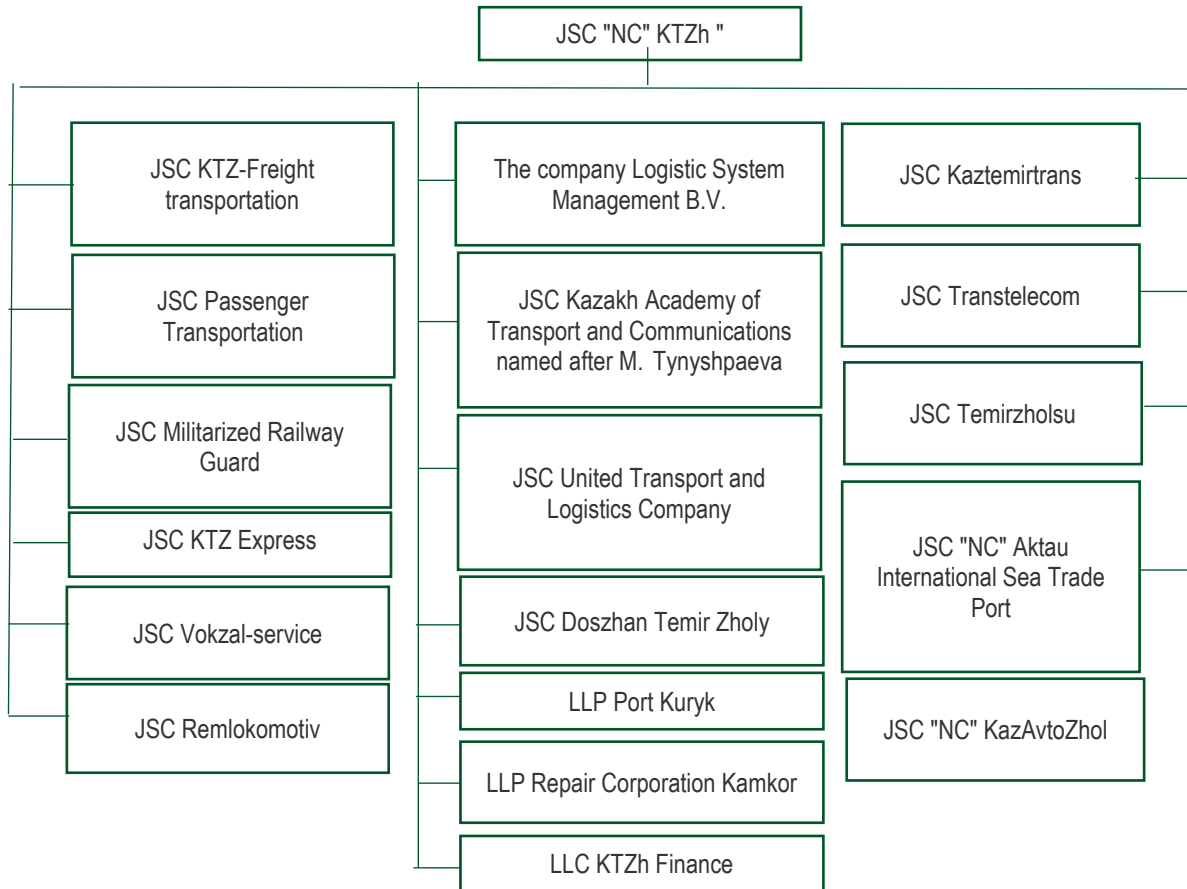 JSC "NC" KTZh "
JSC KTZ-Freight
transportation
JSC Passenger
Transportation
JSC Militarized Railway
Guard
JSC KTZ Express
JSC Vokzal-service
JSC Remlokomotiv
The company Logistic System
Management B.V.
JSC Kazakh Academy of
Transport and Communications
named after M. Tynyshpaeva
JSC United Transport and
Logistics Company
JSC Doszhan Temir Zholy
LLP Port Kuryk
LLP Repair Corporation Kamkor
LLC KTZh Finance
JSC Kaztemirtrans
JSC Transtelecom
JSC Temirzholsu
JSC "NC" Aktau
International Sea Trade
Port
JSC "NC" KazAvtoZhol